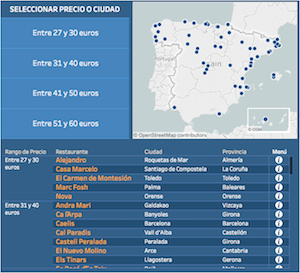 SELECCIONAR PRECIO O CIUDAD
Entre 27 y 30 euros
Entre 31 y 40 euros
Entre 41 y 50 euros
Entre 51 y 60 euros
Portugal
Spain
© OpenStreetMap contributors
Rango de Precio Restaurante Ciudad Provincia Menú
Entre 27 y 30 euros Alejandro Roquetas de Mar Almería
Casa Marcelo Santiago de Compostela La Coruña
El Carmen de Montesión Toledo Toledo
Marc Fosh Palma Baleares
Nova Orense Orense
Entre 31 y 40 euros Andra Mari Galdakao Vizcaya
Ca l'Arpa Banyoles Girona
Caelis Barcelona Barcelona
Cal Paradís Vall d'Alba Castellón
Castell Peralada Peralada Girona
El Nuevo Molino Arce Cantabria
Els Tinars Llagostera Girona